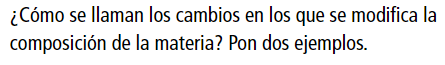 ¿Cómo se llaman los cambios en los que se modifica la
composición de la materia? Pon dos ejemplos.